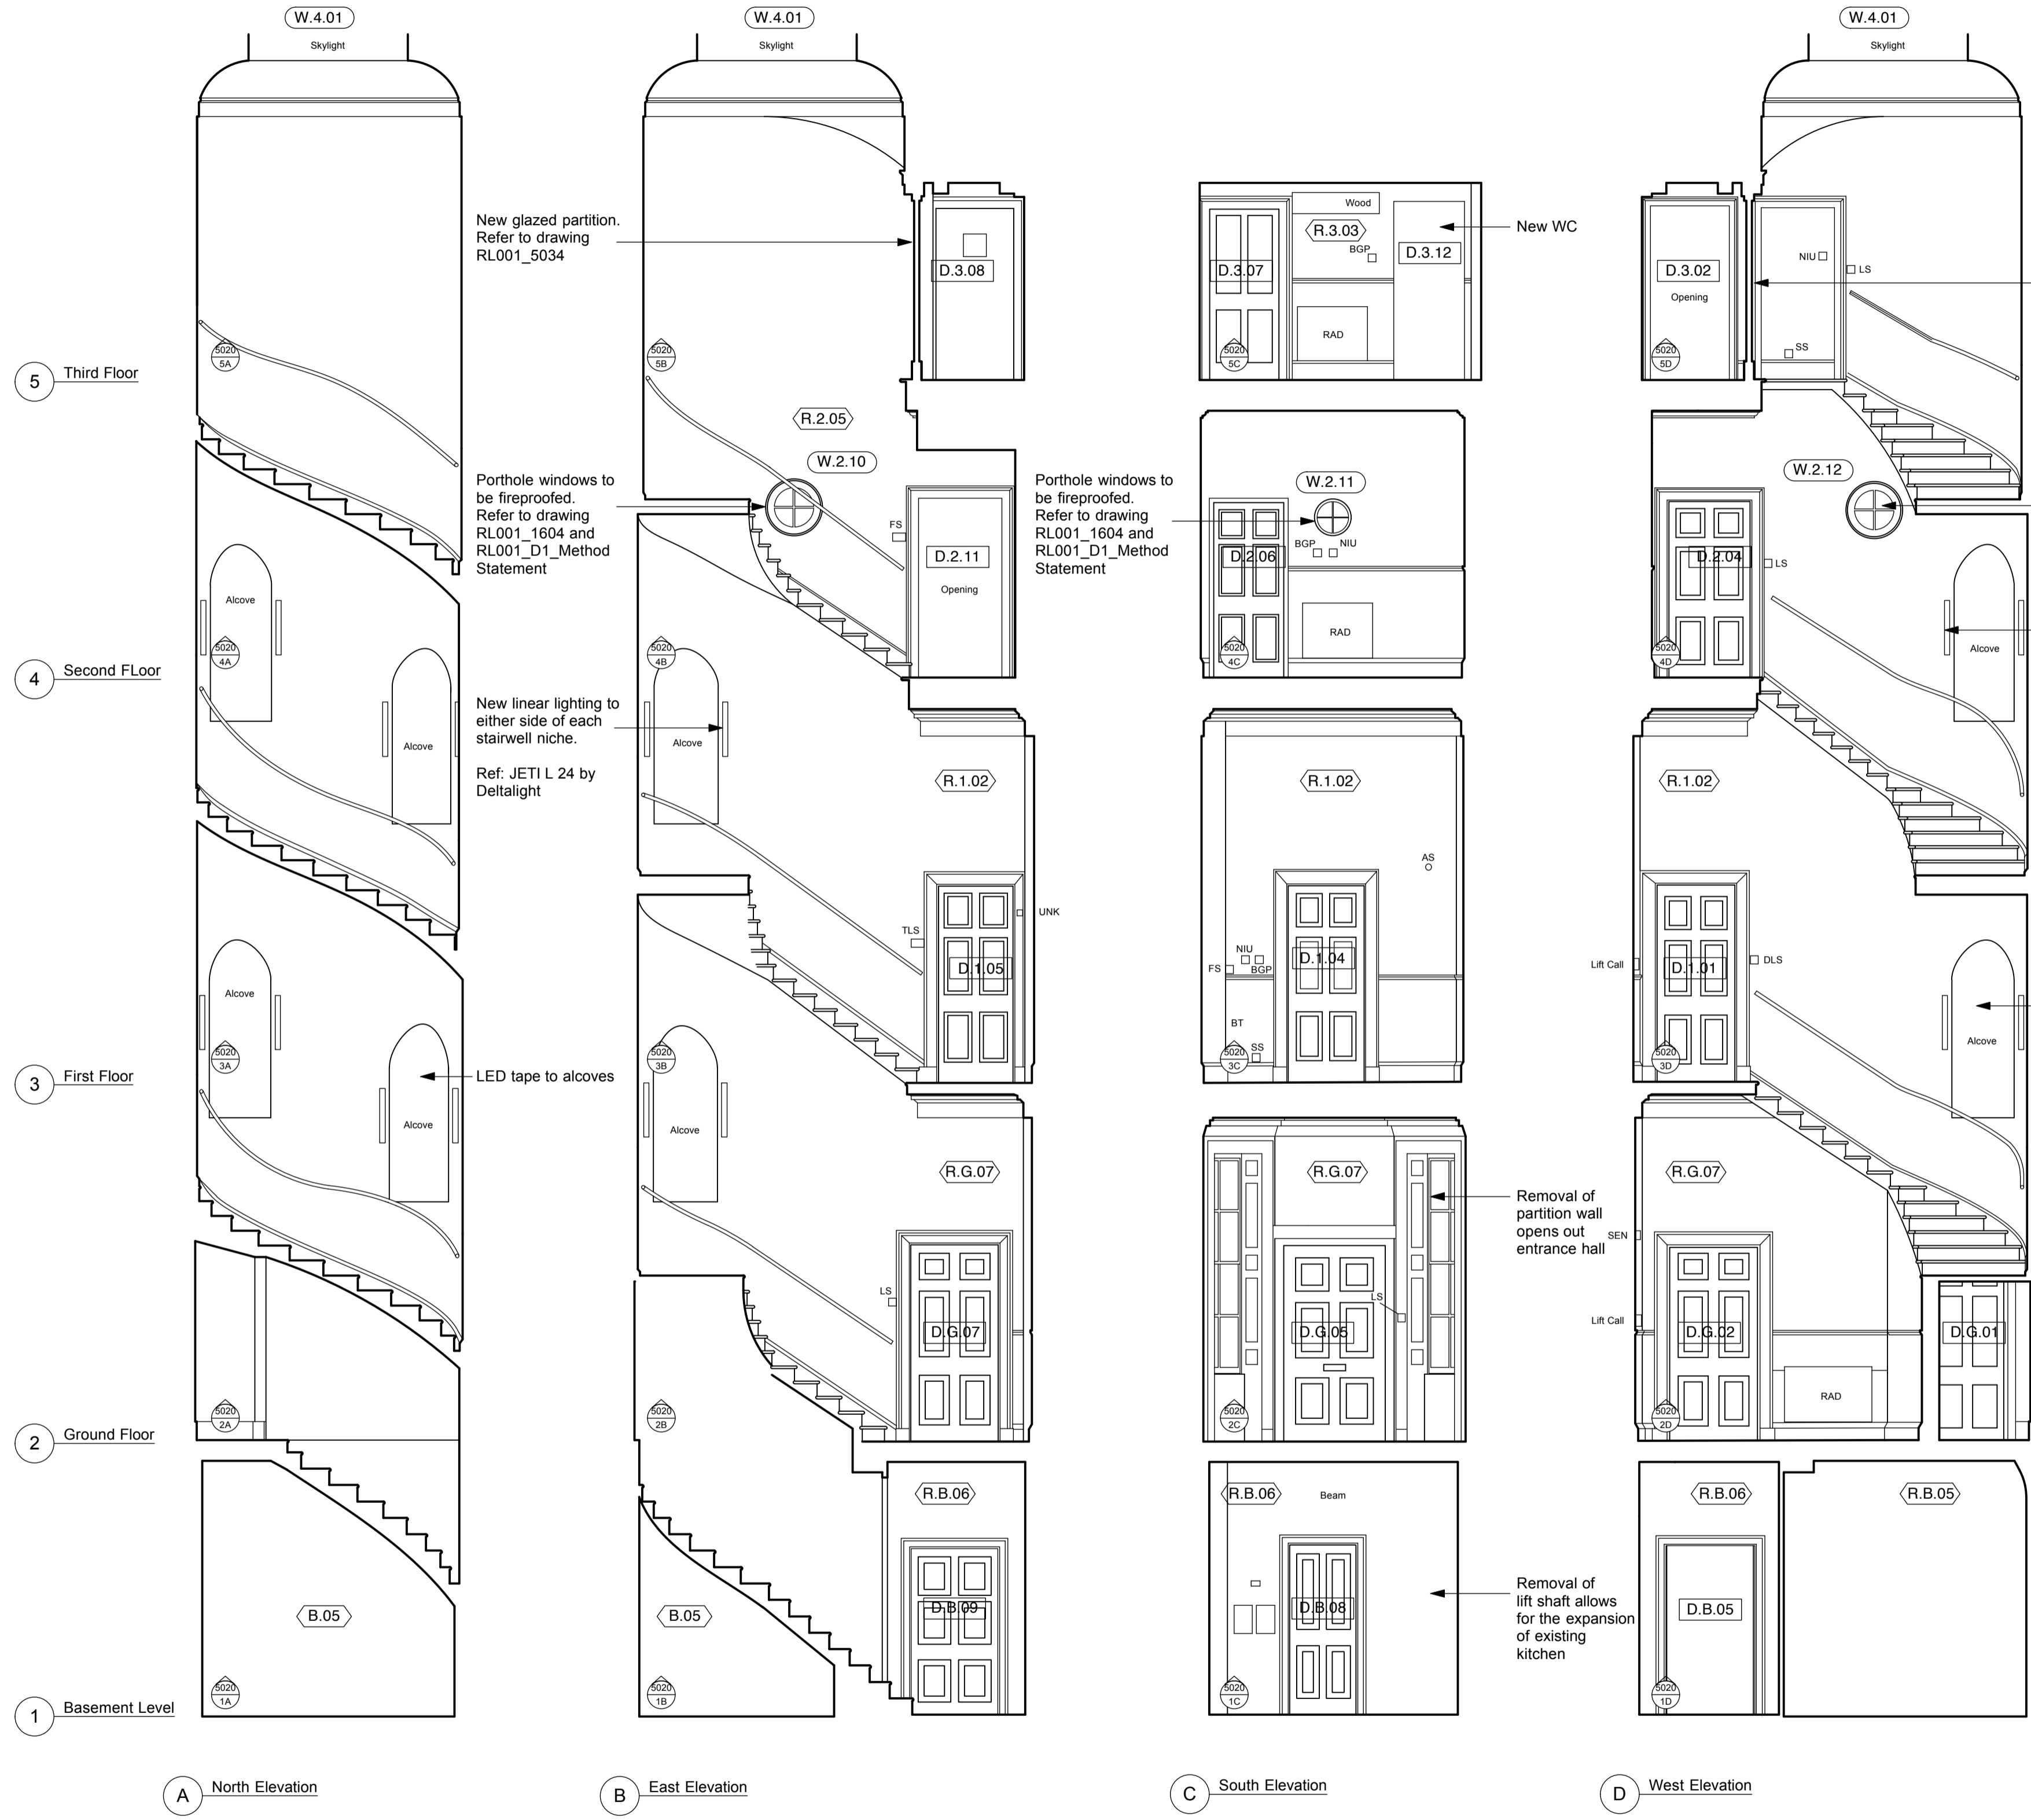 W.4.01
W.4.01
W.4.01
Skylight
Skylight
Skylight
New glazed partition.
Refer to drawing
RL001_5034
D.3.08
Wood
R.3.03
BGP
D.3.07
D.3.12
RAD
New WC
D.3.02
Opening
NIU
LS
SS
5020
5A
5020
5B
5020
5C
5020
5D
5
Third Floor
R.2.05
W.2.10
Porthole windows to
be fireproofed.
Refer to drawing
RL001_1604 and
RL001_D1_Method
Statement
FS
D.2.11
Opening
Porthole windows to
be fireproofed.
Refer to drawing
RL001_1604 and
RL001_D1_Method
Statement
W.2.11
BGP
NIU
D.2.06
RAD
W.2.12
D.2.04
LS
Alcove
Alcove
Alcove
5020
4A
5020
4B
5020
4C
5020
4D
4
Second FLoor
New linear lighting to
either side of each
stairwell niche.
Ref: JETI L 24 by
Deltalight
Alcove
R.1.02
R.1.02
R.1.02
AS
UNK
TLS
D.1.05
NIU
FS
BGP
D.1.04
BT
SS
Lift Call
D.1.01
DLS
Alcove
Alcove
5020
3A
5020
3B
5020
3C
5020
3D
3
First Floor
LED tape to alcoves
Alcove
Alcove
R.G.07
R.G.07
R.G.07
Removal of
partition wall
opens out
entrance hall
SEN
LS
D.G.07
LS
D.G.05
Lift Call
D.G.02
D.G.01
RAD
5020
2A
5020
2B
5020
2C
5020
2D
2
Ground Floor
R.B.06
R.B.06
Beam
R.B.06
R.B.05
B.05
B.05
D.B.09
D.B.08
Removal of
lift shaft allows
for the expansion
of existing
kitchen
D.B.05
5020
1A
5020
1B
5020
1C
5020
1D
1
Basement Level
A
North Elevation
B
East Elevation
C
South Elevation
D
West Elevation